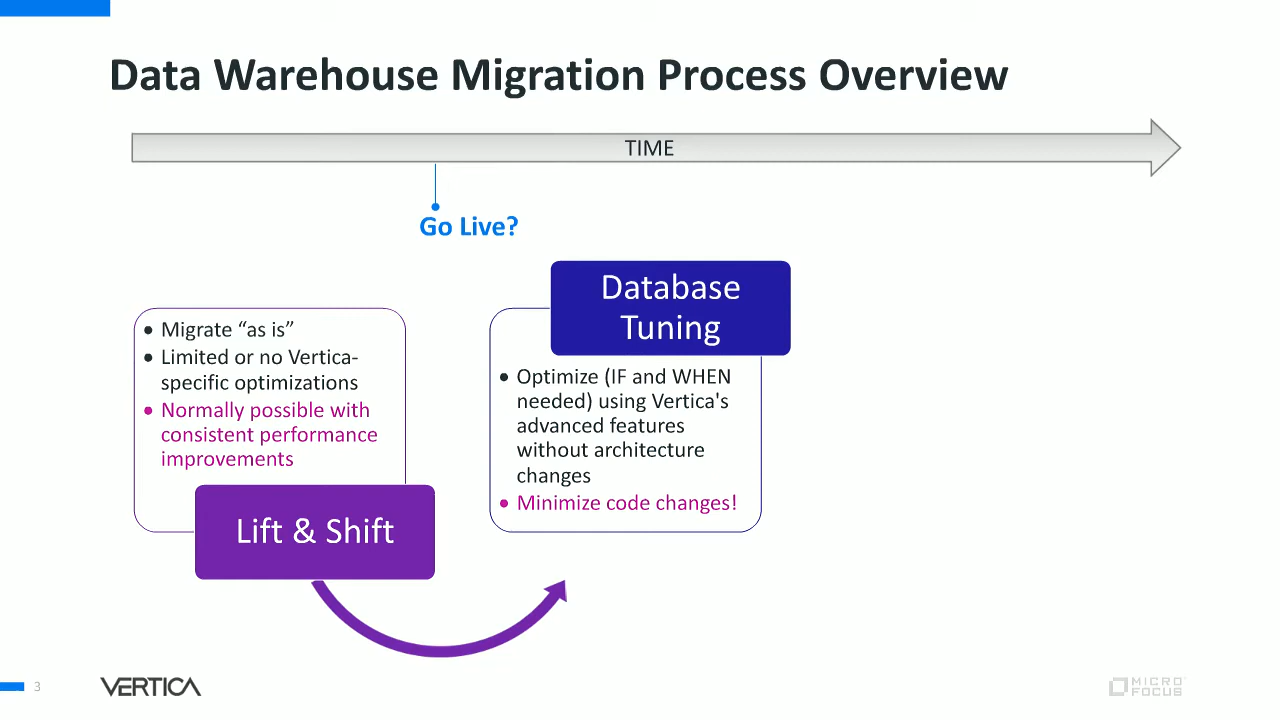 Data Warehouse Migration Process Overview
TIME
Go Live?
• Migrate “as is”
• Limited or no Vertica-
specific optimizations
• Normally possible with
consistent performance
improvements
Lift & Shift
Database
Tuning
• Optimize (IF and WHEN
needed) using Vertica's
advanced features
without architecture
changes
• Minimize code changes!
3
VERTICA
MICRO
FOCUS